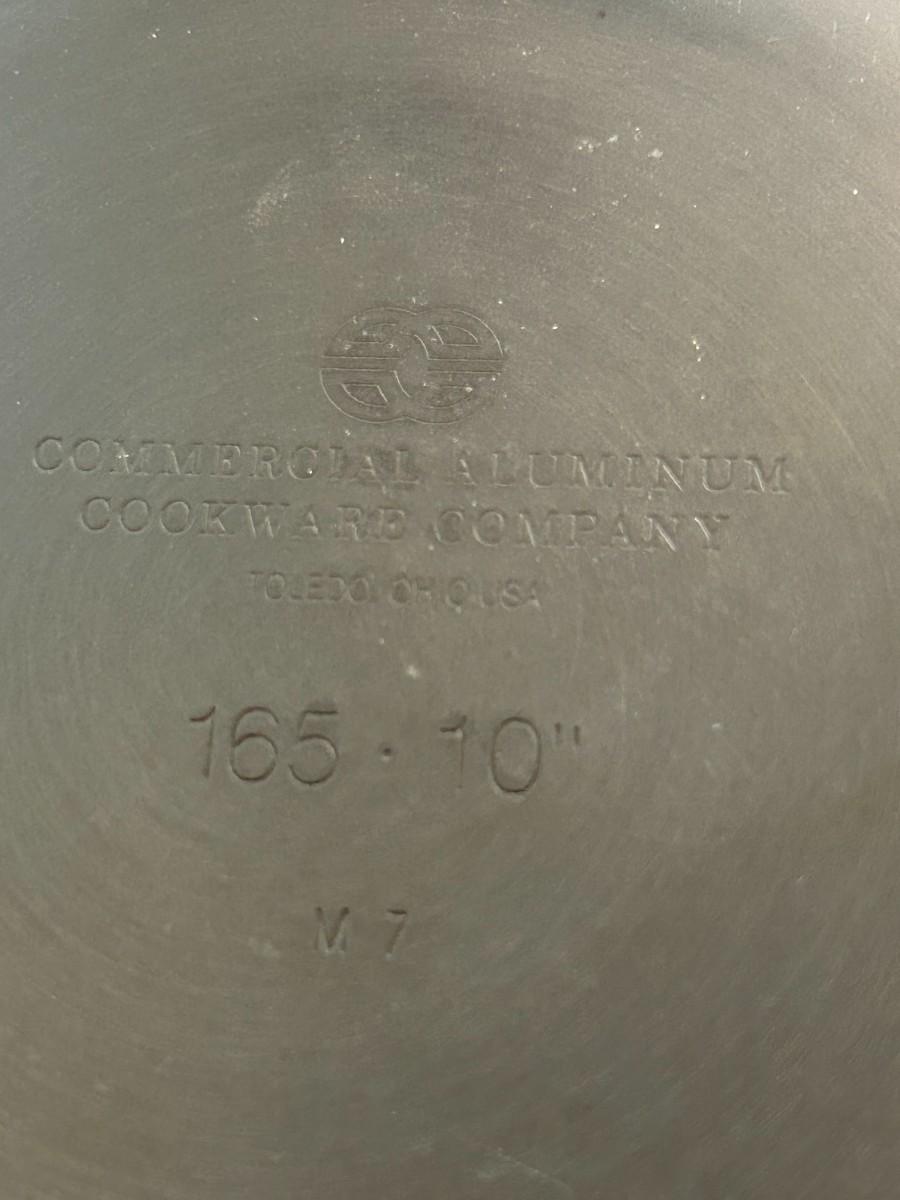 COMMERCIAL ALUMINUM
COOKWARE COMPANY
TOLEDO, OHIO USA
165 · 10"
M 7